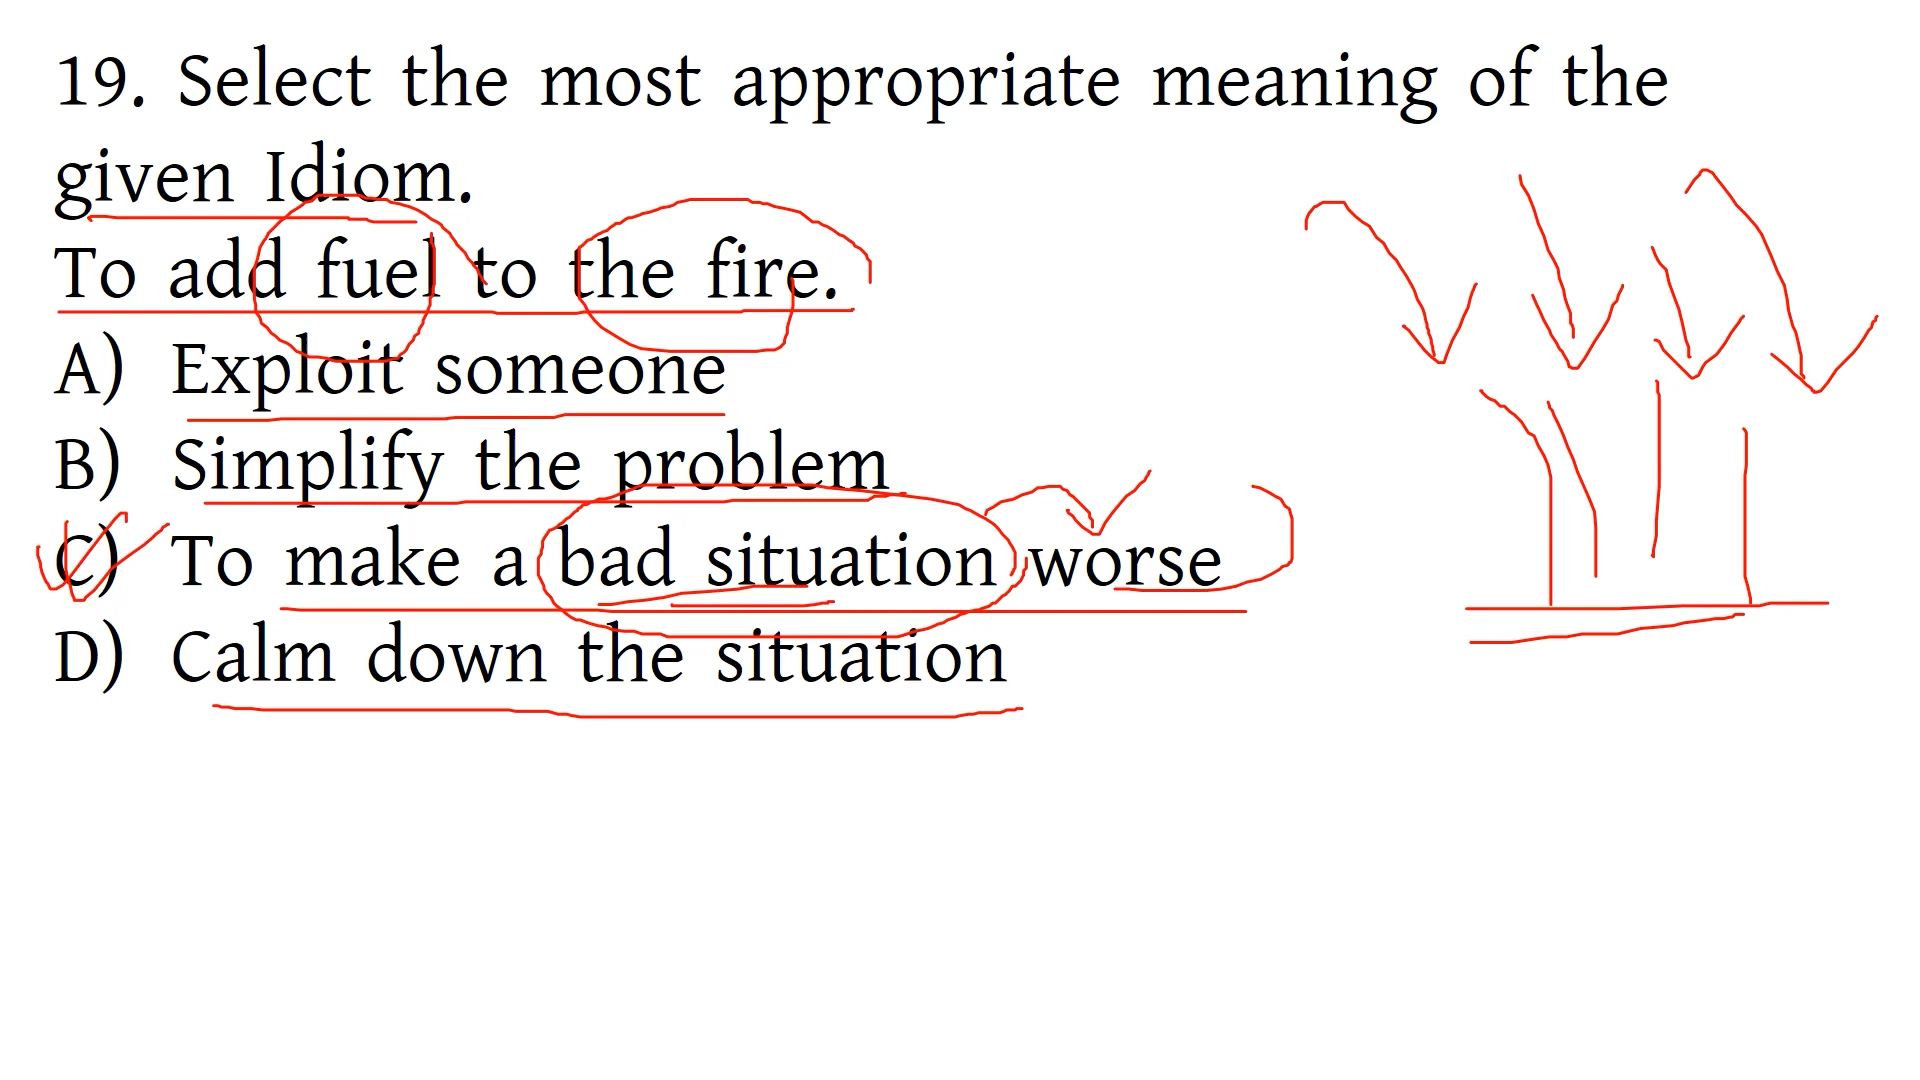 19. Select the most appropriate meaning of the
given Idiom.
To add fuel to the fire.
A) Exploit someone
B) Simplify the problem
C) To make a bad situation worse
D) Calm down the situation